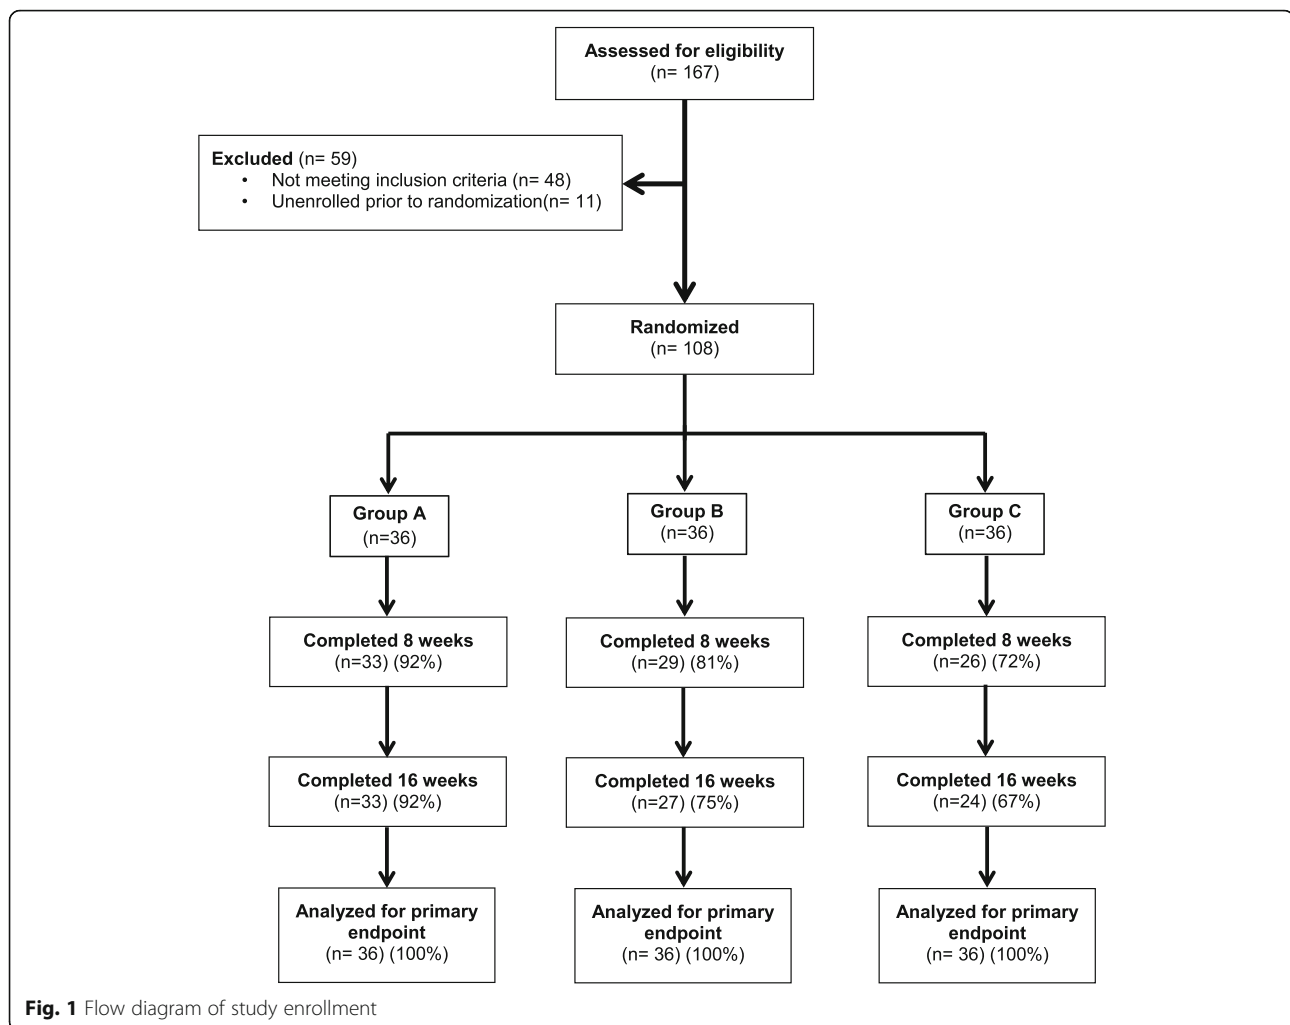 Assessed for eligibility
(n= 167)
Excluded (n= 59)
• Not meeting inclusion criteria (n= 48)
• Unenrolled prior to randomization(n= 11)
Randomized
(n= 108)
Group A
(n=36)
Group B
(n=36)
Group C
(n=36)
Completed 8 weeks
(n=33) (92%)
Completed 8 weeks
(n=29) (81%)
Completed 8 weeks
(n=26) (72%)
Completed 16 weeks
(n=33) (92%)
Completed 16 weeks
(n=27) (75%)
Completed 16 weeks
(n=24) (67%)
Analyzed for primary
endpoint
(n= 36) (100%)
Analyzed for primary
endpoint
(n= 36) (100%)
Analyzed for primary
endpoint
(n= 36) (100%)
Fig. 1 Flow diagram of study enrollment